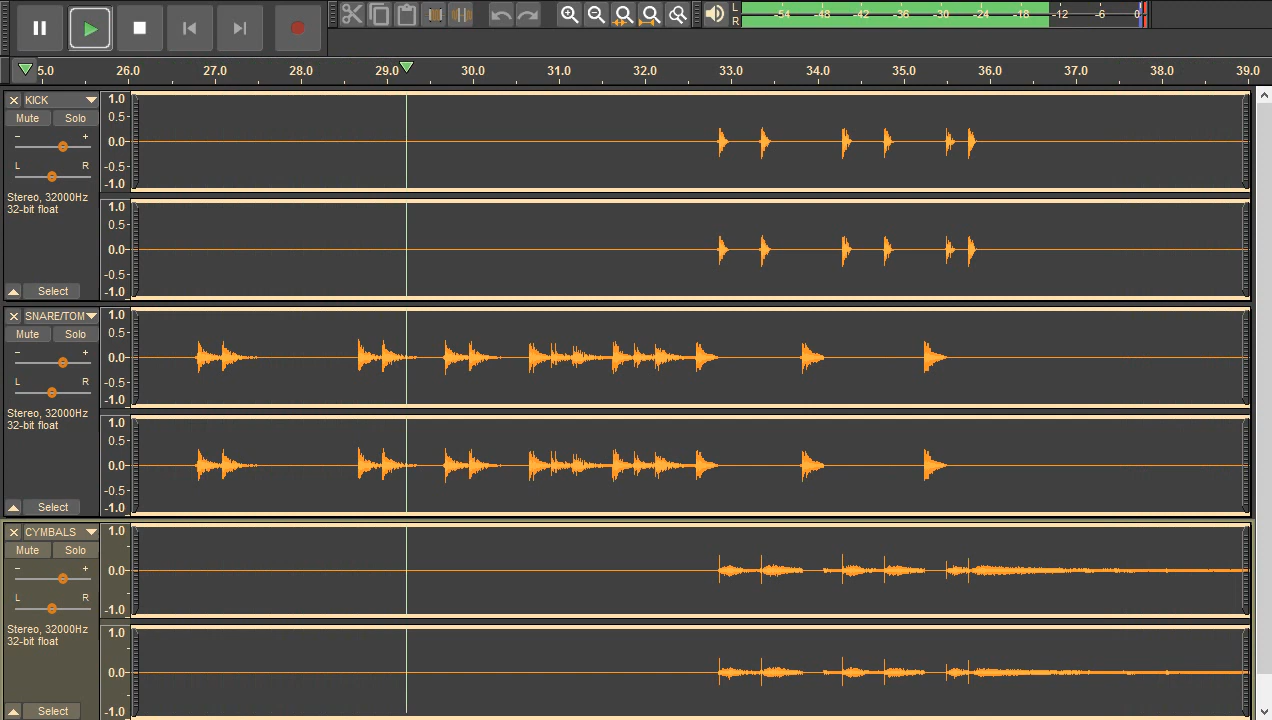 L
R
-54 -48 -42 -36 -30 -24 -18 -12 -6 0
5.0 26.0 27.0 28.0 29.0 30.0 31.0 32.0 33.0 34.0 35.0 36.0 37.0 38.0 39.0
KICK
Mute Solo
- +
L R
Stereo, 32000Hz
32-bit float
Select
1.0
0.5
0.0
-0.5
-1.0
1.0
0.5
0.0
-0.5
-1.0
SNARE/TOM
Mute Solo
- +
L R
Stereo, 32000Hz
32-bit float
Select
1.0
0.5
0.0
-0.5
-1.0
1.0
0.5
0.0
-0.5
-1.0
CYMBALS
Mute Solo
- +
L R
Stereo, 32000Hz
32-bit float
Select
1.0
0.0
-1.0
1.0
0.0
-1.0